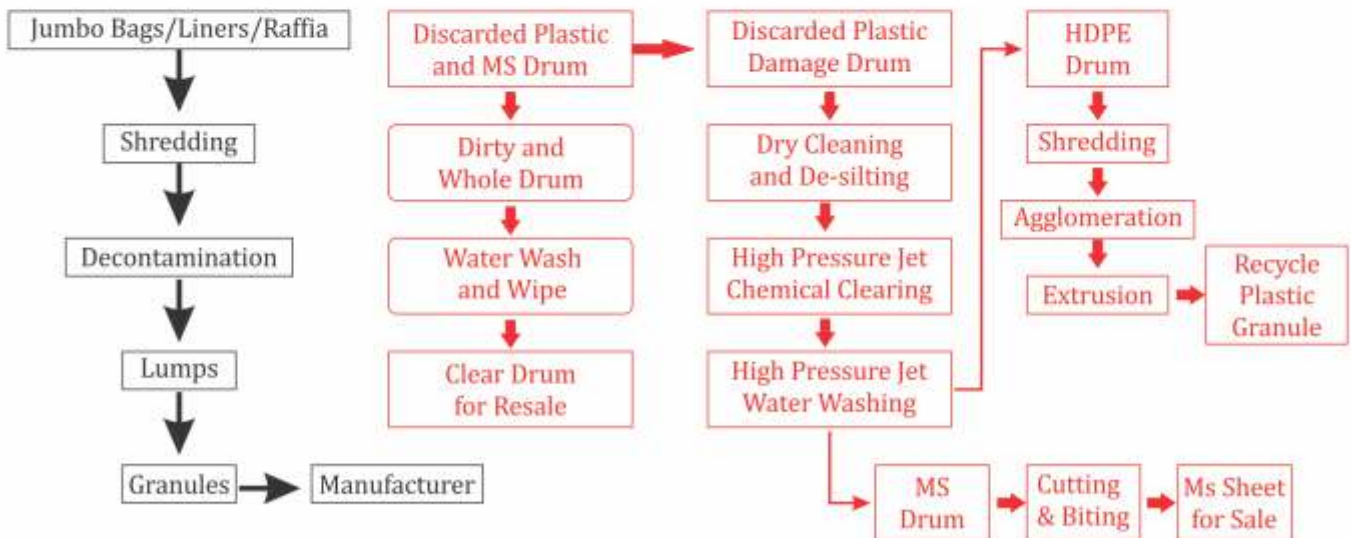 Jumbo Bags/Liners/Raffia
Shredding
Decontamination
Lumps
Granules
Manufacturer
Discarded Plastic
and MS Drum
Dirty and
Whole Drum
Water Wash
and Wipe
Clear Drum
for Resale
Discarded Plastic
Damage Drum
Dry Cleaning
and De-silting
High Pressure Jet
Chemical Clearing
High Pressure Jet
Water Washing
HDPE
Drum
Shredding
Agglomeration
Extrusion
Recycle
Plastic
Granule
MS
Drum
Cutting
& Biting
Ms Sheet
for Sale